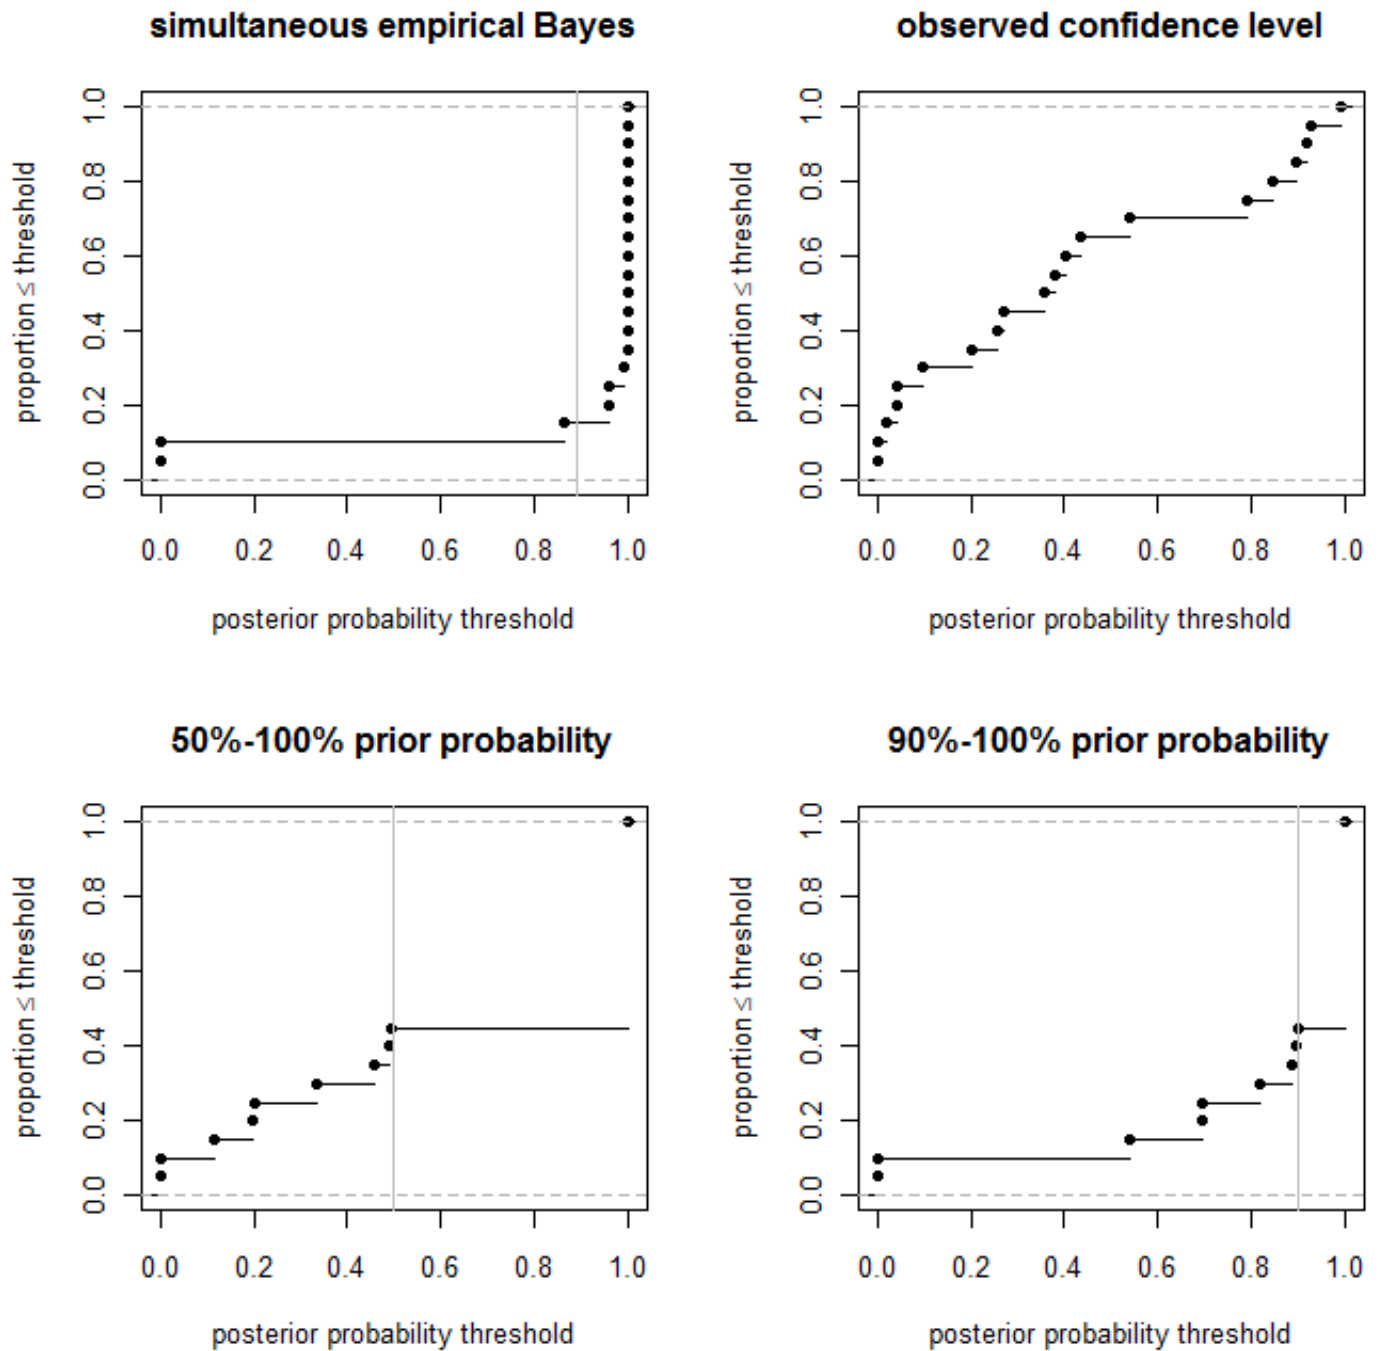 simultaneous empirical Bayes
proportion ≤ threshold
1.0
0.8
0.6
0.4
0.2
0.0
0.0 0.2 0.4 0.6 0.8 1.0
posterior probability threshold
observed confidence level
proportion ≤ threshold
1.0
0.8
0.6
0.4
0.2
0.0
0.0 0.2 0.4 0.6 0.8 1.0
posterior probability threshold
50%-100% prior probability
proportion ≤ threshold
1.0
0.8
0.6
0.4
0.2
0.0
0.0 0.2 0.4 0.6 0.8 1.0
posterior probability threshold
90%-100% prior probability
proportion ≤ threshold
1.0
0.8
0.6
0.4
0.2
0.0
0.0 0.2 0.4 0.6 0.8 1.0
posterior probability threshold